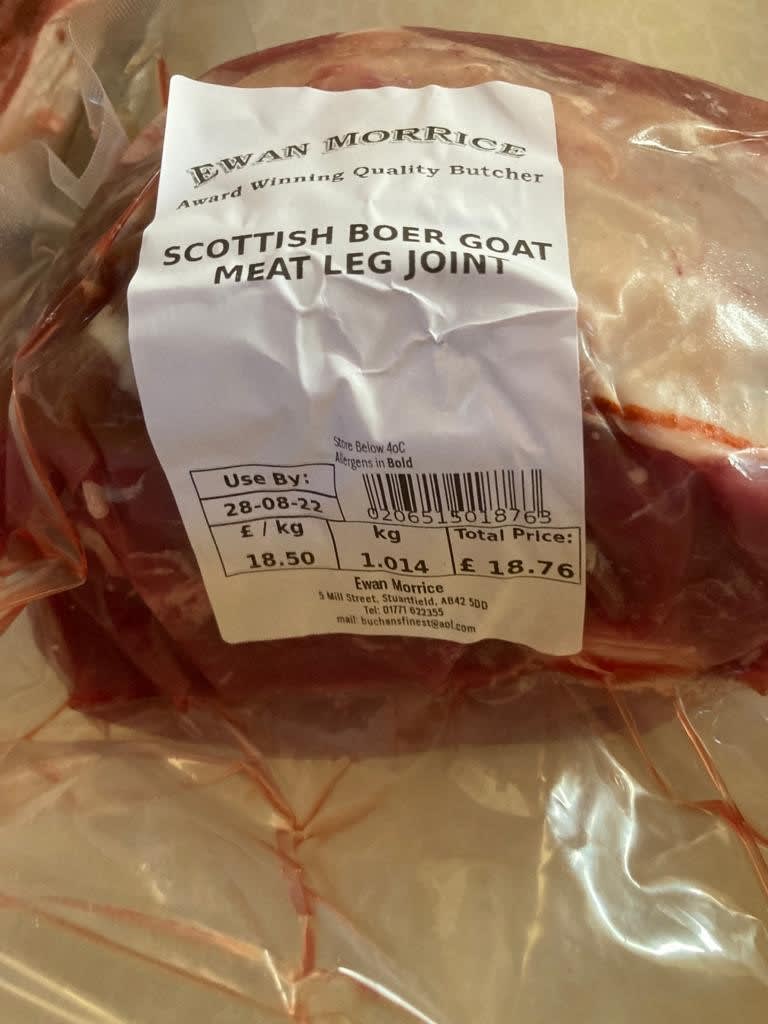 EWAN MORRICE
Award Winning Quality Butcher
SCOTTISH BOER GOAT
MEAT LEG JOINT
Store Below 4oC
Allergens in Bold
Use By:
28-08-22
0206515018763
£ / kg kg Total Price:
18.50 1.014 £ 18.76
Ewan Morrice
5 Mill Street, Stuartfield, AB42 5DD
Tel: 01771 622355
mail: buchansfinest@aol.com